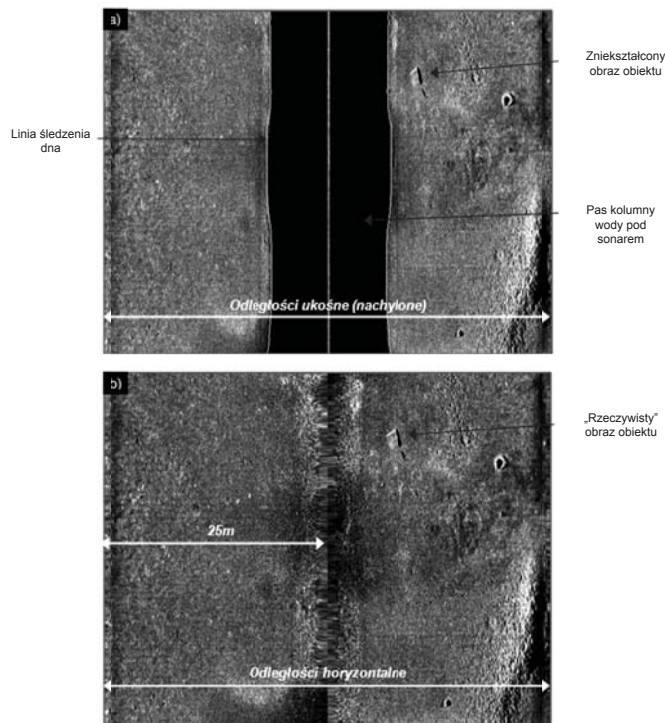 a)
Zniekształcony
obraz obiektu
Linia śledzenia
dna
Pas kolumny
wody pod
sonarem
Odległości ukośne (nachylone)
b)
„Rzeczywisty”
obraz obiektu
25m
Odległości horyzontalne